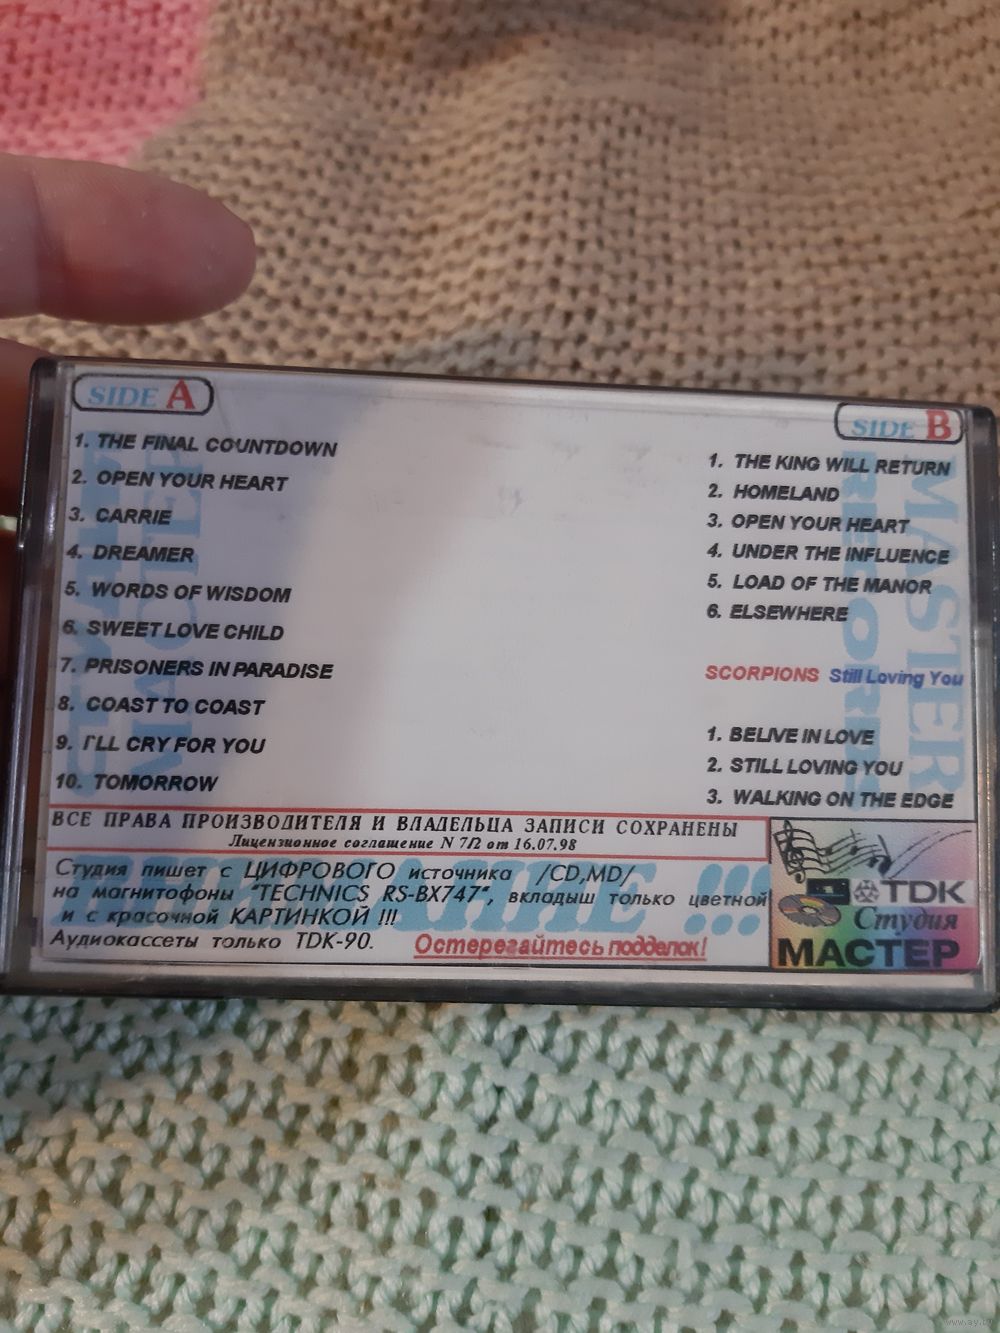 SIDE A
1. THE FINAL COUNTDOWN
2. OPEN YOUR HEART
3. CARRIE
4. DREAMER
5. WORDS OF WISDOM
6. SWEET LOVE CHILD
7. PRISONERS IN PARADISE
8. COAST TO COAST
9. I'LL CRY FOR YOU
10. TOMORROW
SIDE B
1. THE KING WILL RETURN
2. HOMELAND
3. OPEN YOUR HEART
4. UNDER THE INFLUENCE
5. LOAD OF THE MANOR
6. ELSEWHERE
SCORPIONS Still Loving You
1. BELIVE IN LOVE
2. STILL LOVING YOU
3. WALKING ON THE EDGE
MASTER
RECORDS
МАСТЕР
ВСЕ ПРАВА ПРОИЗВОДИТЕЛЯ И ВЛАДЕЛЬЦА ЗАПИСИ СОХРАНЕНЫ
Лицензионное соглашение N 7/2 от 16.07.98
Студия пишет с ЦИФРОВОГО источника /CD,MD/
на магнитофоны "TECHNICS RS-BX747", вкладыш только цветной
и с красочной КАРТИНКОЙ !!!
Аудиокассеты только TDK-90. Остерегайтесь подделок!
ВНИМАНИЕ !!!
TDK
Студия
МАСТЕР